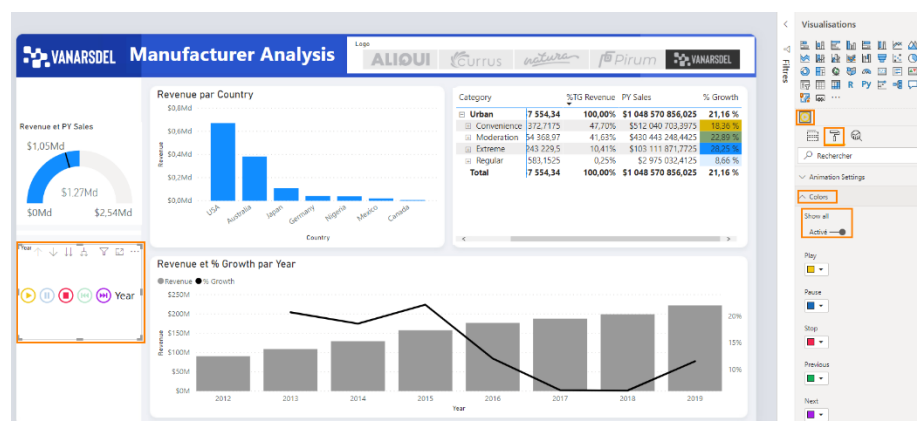 VANARSDEL
Manufacturer Analysis
Logo
ALIQUI
Currus
natura
Pirum
VANARSDEL
Revenue et PY Sales
$1,05Md
$1,27Md
$0Md
$2,54Md
Revenue par Country
$0,8Md
$0,6Md
$0,4Md
$0,2Md
$0,0Md
Revenue
USA
Australia
Japan
Germany
Nigeria
Mexico
Canada
Country
Category %TG Revenue PY Sales % Growth
Urban 7 554,34 100,00% $1 048 570 856,025 21,16 %
Convenience 372,7175 47,70% $512 040 703,3975 18,36 %
Moderation 54 368,97 41,63% $430 443 248,4425 22,89 %
Extreme 243 229,5 10,41% $103 111 871,7725 28,25 %
Regular 583,1525 0,25% $2 975 032,4125 8,66 %
Total 7 554,34 100,00% $1 048 570 856,025 21,16 %
Year
Year
Revenue et % Growth par Year
Revenue % Growth
$250M
$200M
$150M
$100M
$50M
$0M
Revenue
20%
15%
10%
2012 2013 2014 2015 2016 2017 2018 2019
Year
Filtres
Visualisations
R Py
Rechercher
Animation Settings
Colors
Show all
Activé
Play
Pause
Stop
Previous
Next